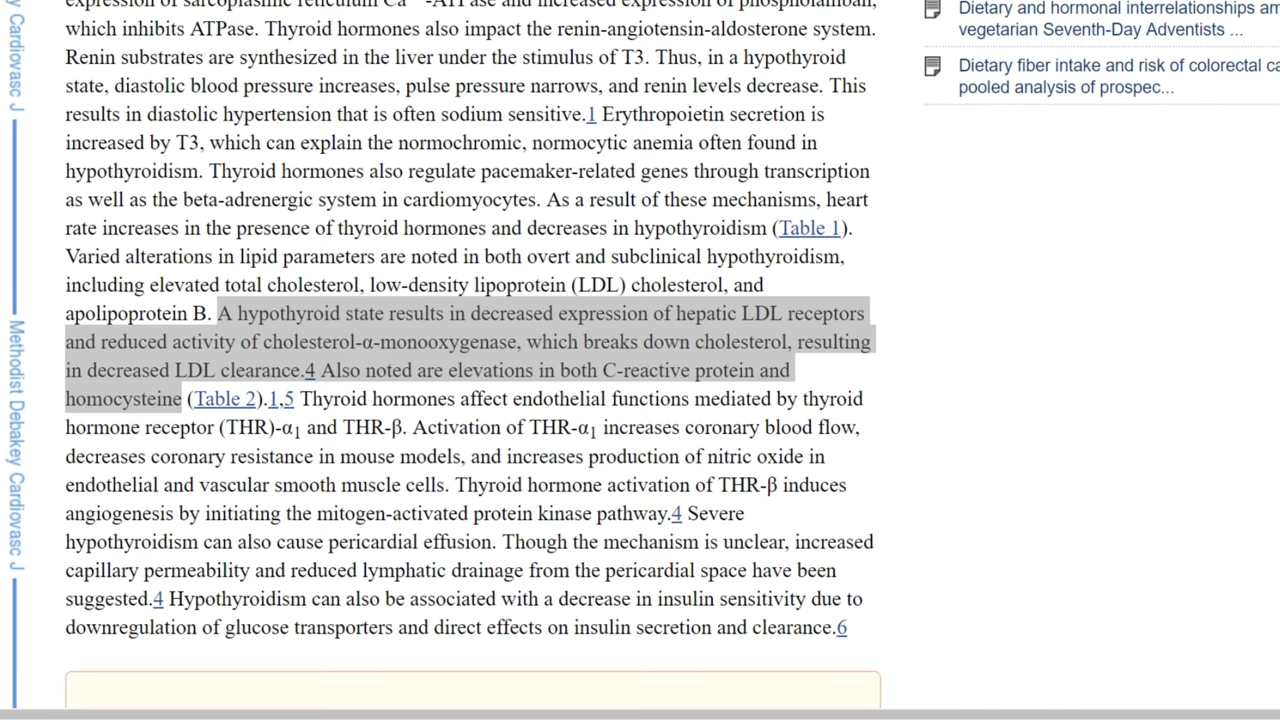 expression of sarcoplasmic reticulum Ca -ATPase and increased expression of phospholamban,
which inhibits ATPase. Thyroid hormones also impact the renin-angiotensin-aldosterone system.
Renin substrates are synthesized in the liver under the stimulus of T3. Thus, in a hypothyroid
state, diastolic blood pressure increases, pulse pressure narrows, and renin levels decrease. This
results in diastolic hypertension that is often sodium sensitive.1 Erythropoietin secretion is
increased by T3, which can explain the normochromic, normocytic anemia often found in
hypothyroidism. Thyroid hormones also regulate pacemaker-related genes through transcription
as well as the beta-adrenergic system in cardiomyocytes. As a result of these mechanisms, heart
rate increases in the presence of thyroid hormones and decreases in hypothyroidism (Table 1).
Varied alterations in lipid parameters are noted in both overt and subclinical hypothyroidism,
including elevated total cholesterol, low-density lipoprotein (LDL) cholesterol, and
apolipoprotein B. A hypothyroid state results in decreased expression of hepatic LDL receptors
and reduced activity of cholesterol-α-monooxygenase, which breaks down cholesterol, resulting
in decreased LDL clearance.4 Also noted are elevations in both C-reactive protein and
homocysteine (Table 2).1,5 Thyroid hormones affect endothelial functions mediated by thyroid
hormone receptor (THR)-α1 and THR-β. Activation of THR-α1 increases coronary blood flow,
decreases coronary resistance in mouse models, and increases production of nitric oxide in
endothelial and vascular smooth muscle cells. Thyroid hormone activation of THR-β induces
angiogenesis by initiating the mitogen-activated protein kinase pathway.4 Severe
hypothyroidism can also cause pericardial effusion. Though the mechanism is unclear, increased
capillary permeability and reduced lymphatic drainage from the pericardial space have been
suggested.4 Hypothyroidism can also be associated with a decrease in insulin sensitivity due to
downregulation of glucose transporters and direct effects on insulin secretion and clearance.6
Dietary and hormonal interrelationships am
vegetarian Seventh-Day Adventists ...
Dietary fiber intake and risk of colorectal ca
pooled analysis of prospec...
y Cardiovasc J
Methodist Debakey Cardiovasc J